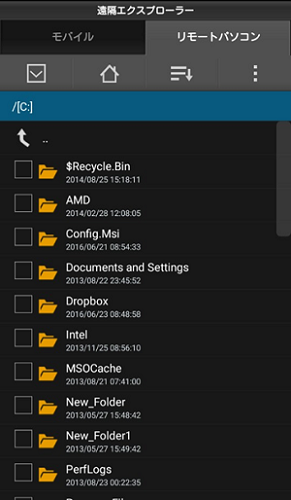 遠隔エクスプローラー
モバイル
リモートパソコン
/[C:]
..
$Recycle.Bin
2014/08/25 15:18:11
AMD
2014/02/28 12:08:05
Config.Msi
2016/06/21 08:54:33
Documents and Settings
2013/08/22 23:45:52
Dropbox
2016/06/23 08:48:58
Intel
2013/11/25 08:56:10
MSOCache
2013/08/21 07:41:00
New_Folder
2013/05/27 15:48:42
New_Folder1
2013/05/27 15:49:42
PerfLogs
2013/08/23 00:22:35